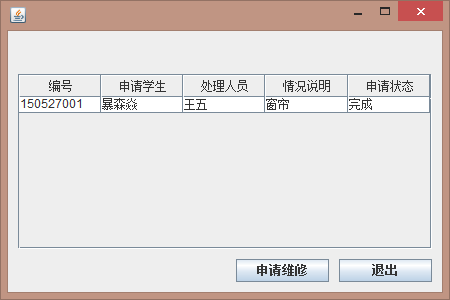 编号 申请学生 处理人员 情况说明 申请状态
150527001 暴森焱 王五 窗帘 完成
申请维修 退出